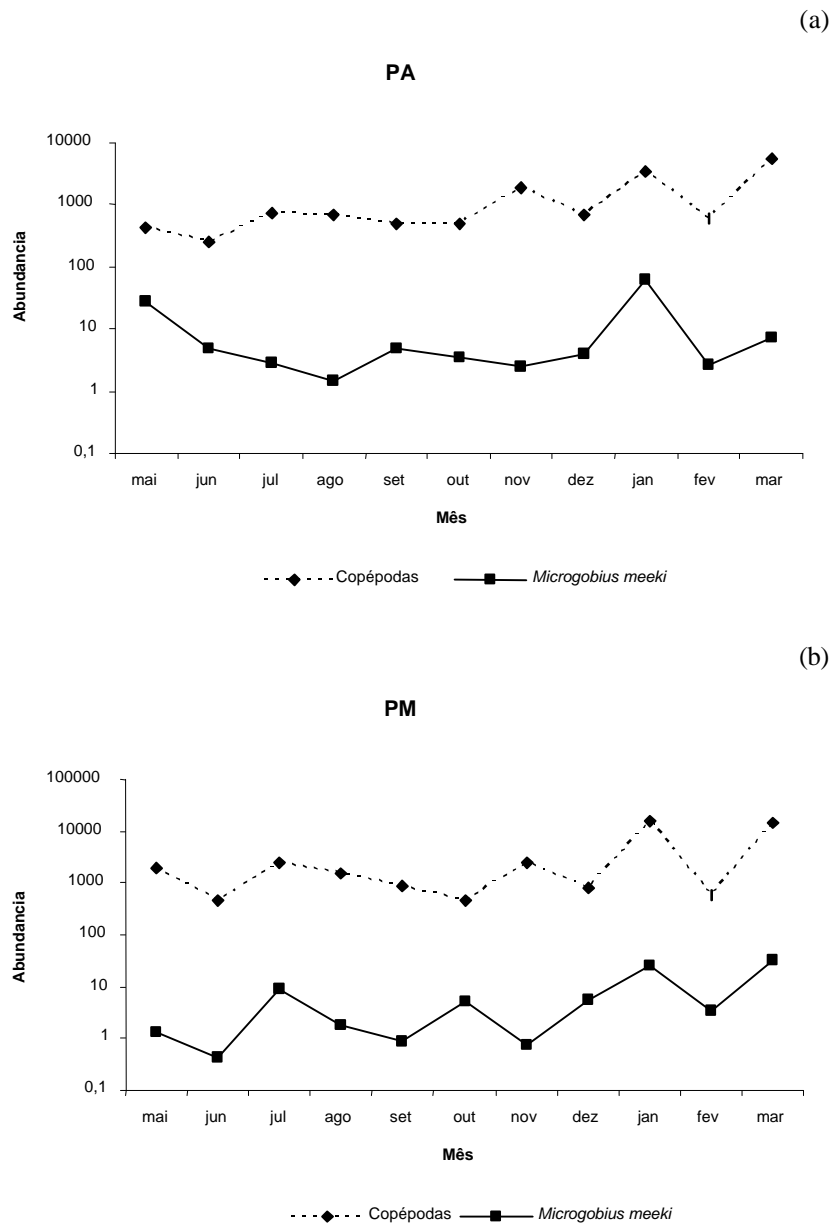 (a)
PA
10000
1000
100
10
1
0,1
Abundancia
mai jun jul ago set out nov dez jan fev mar
Mês
Copépodas Microgobius meeki
(b)
PM
100000
10000
1000
100
10
1
0,1
Abundancia
mai jun jul ago set out nov dez jan fev mar
Mês
Copépodas Microgobius meeki